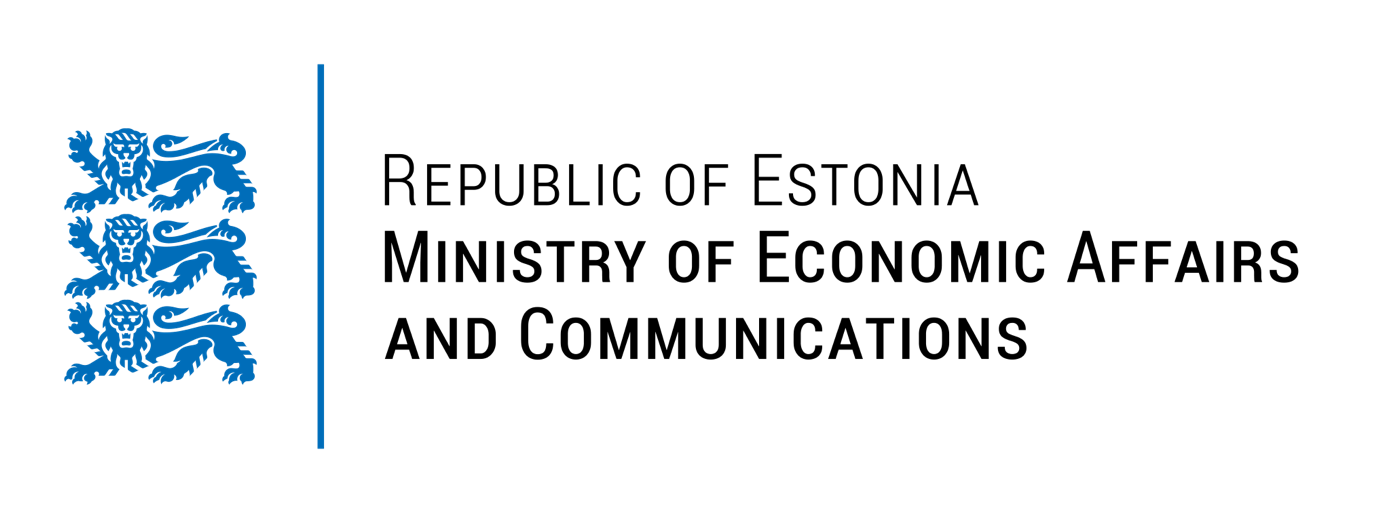 Republic of Estonia
Ministry of Economic Affairs
and Communications